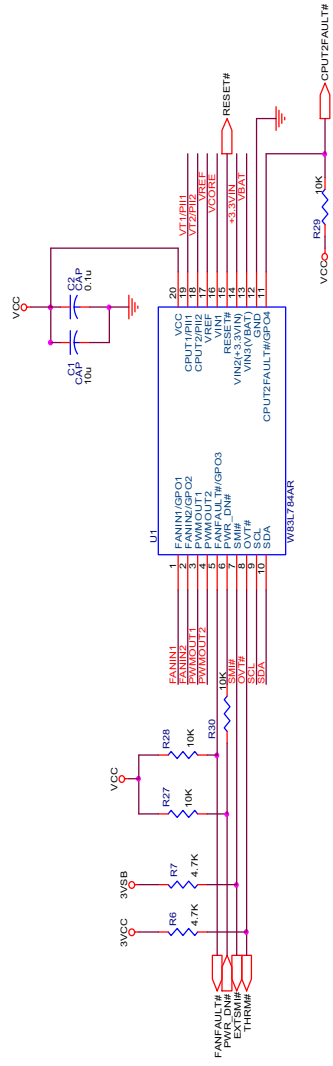 VCC
C1
CAP
10u
C2
CAP
0.1u
U1
W83L784AR
1
FANIN1/GPO1
2
FANIN2/GPO2
3
PWMOUT1
4
PWMOUT2
5
FANFAULT#/GPO3
6
PWR_DN#
7
SMI#
8
OVT#
9
SCL
10
SDA
20
VCC
19
CPUT1/PII1
18
CPUT2/PII2
17
VREF
16
VIN1
15
RESET#
14
VIN2(+3.3VIN)
13
VIN3(VBAT)
12
GND
11
CPUT2FAULT#/GPO4
FANIN1
FANIN2
PWMOUT1
PWMOUT2
SMI#
OVT#
SCL
SDA
VT1/PII1
VT2/PII2
VREF
VCORE
RESET#
+3.3VIN
VBAT
CPUT2FAULT#
VCC
R29
10K
R30
10K
VCC
R28
10K
R27
10K
3VSB
R7
4.7K
3VCC
R6
4.7K
FANFAULT#
PWR_DN#
EXTSMI#
THRM#